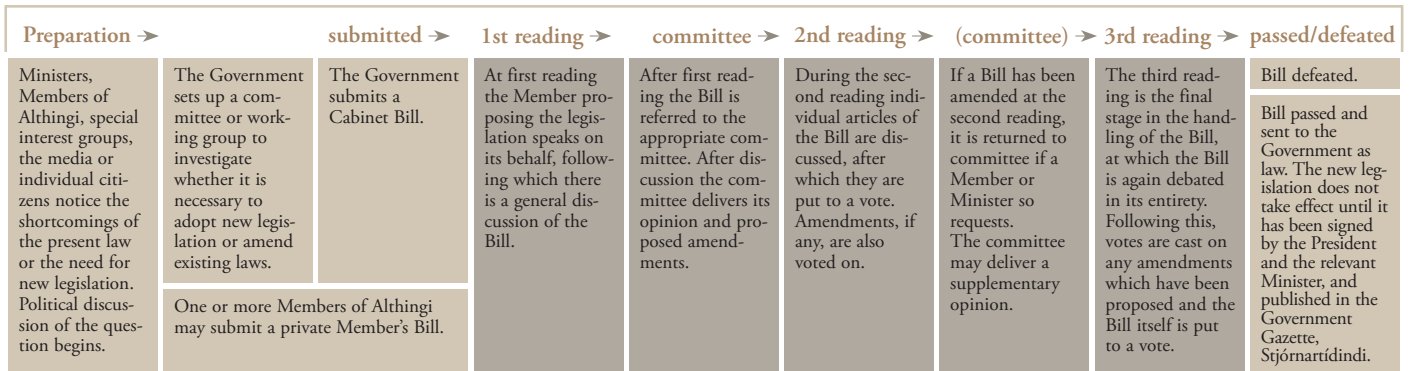 Preparation → submitted → 1st reading → committee → 2nd reading → (committee) → 3rd reading → passed/defeated
Ministers,
Members of
Althingi, special
interest groups,
the media or
individual citi-
zens notice the
shortcomings of
the present law
or the need for
new legislation.
Political discus-
sion of the ques-
tion begins.
The Government
sets up a com-
mittee or work-
ing group to
investigate
whether it is
necessary to
adopt new legis-
lation or amend
existing laws.
The Government
submits a
Cabinet Bill.
One or more Members of Althingi
may submit a private Member’s Bill.
At first reading
the Member pro-
posing the legis-
lation speaks on
its behalf, follow-
ing which there
is a general dis-
cussion of the
Bill.
After first read-
ing the Bill is
referred to the
appropriate com-
mittee. After dis-
cussion the com-
mittee delivers its
opinion and pro-
posed amend-
ments.
During the sec-
ond reading indi-
vidual articles of
the Bill are dis-
cussed, after
which they are
put to a vote.
Amendments, if
any, are also
voted on.
If a Bill has been
amended at the
second reading,
it is returned to
committee if a
Member or
Minister so
requests.
The committee
may deliver a
supplementary
opinion.
The third read-
ing is the final
stage in the hand-
ling of the Bill,
at which the Bill
is again debated
in its entirety.
Following this,
votes are cast on
any amendments
which have been
proposed and the
Bill itself is put
to a vote.
Bill defeated.
Bill passed and
sent to the
Government as
law. The new leg-
islation does not
take effect until it
has been signed
by the President
and the relevant
Minister, and
published in the
Government
Gazette,
Stjórnartídindi.